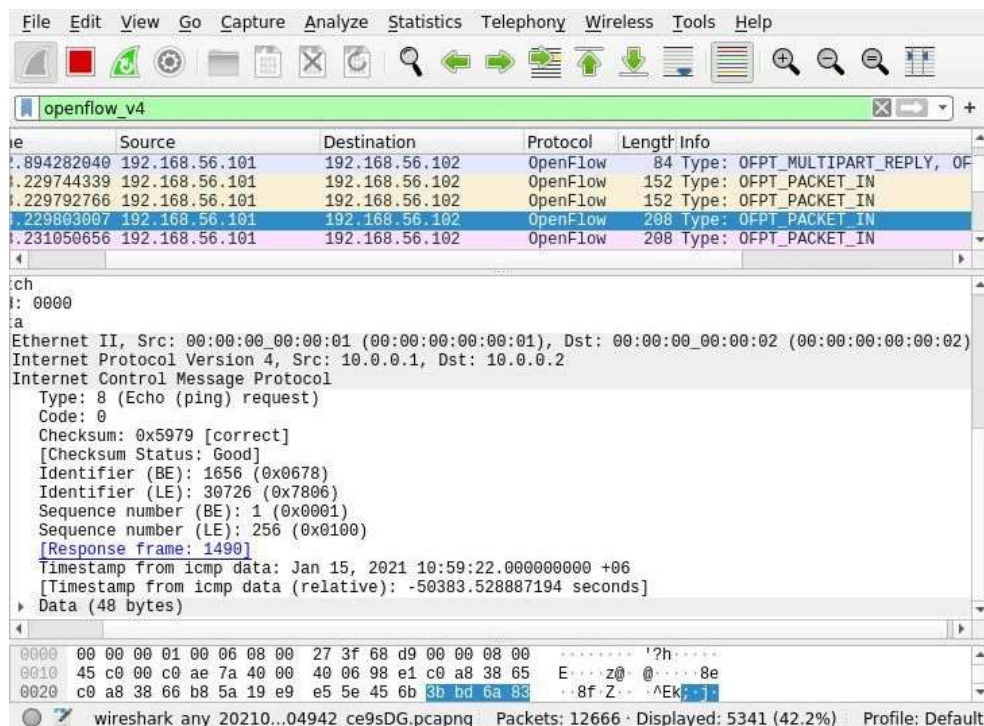 File Edit View Go Capture Analyze Statistics Telephony Wireless Tools Help
openflow_v4
e Source Destination Protocol Length Info
.894282040 192.168.56.101 192.168.56.102 OpenFlow 84 Type: OFPT_MULTIPART_REPLY, OF
.229744339 192.168.56.101 192.168.56.102 OpenFlow 152 Type: OFPT_PACKET_IN
.229792766 192.168.56.101 192.168.56.102 OpenFlow 152 Type: OFPT_PACKET_IN
.229803007 192.168.56.101 192.168.56.102 OpenFlow 208 Type: OFPT_PACKET_IN
.231050656 192.168.56.101 192.168.56.102 OpenFlow 208 Type: OFPT_PACKET_IN
ch
: 0000
a
Ethernet II, Src: 00:00:00_00:00:01 (00:00:00:00:00:01), Dst: 00:00:00_00:00:02 (00:00:00:00:00:02)
Internet Protocol Version 4, Src: 10.0.0.1, Dst: 10.0.0.2
Internet Control Message Protocol
Type: 8 (Echo (ping) request)
Code: 0
Checksum: 0x5979 [correct]
[Checksum Status: Good]
Identifier (BE): 1656 (0x0678)
Identifier (LE): 30726 (0x7806)
Sequence number (BE): 1 (0x0001)
Sequence number (LE): 256 (0x0100)
[Response frame: 1490]
Timestamp from icmp data: Jan 15, 2021 10:59:22.000000000 +06
[Timestamp from icmp data (relative): -50383.528887194 seconds]
Data (48 bytes)
0000 00 00 00 01 00 06 08 00 27 3f 68 d9 00 00 08 00 ········ '?h·····
0010 45 c0 00 c0 ae 7a 40 00 40 06 98 e1 c0 a8 38 65 E····z@· @·····8e
0020 c0 a8 38 66 b8 5a 19 e9 e5 5e 45 6b 3b bd 6a 83 ··8f·Z·· ·^Ek;·j·
wireshark_any_20210...04942_ce9sDG.pcapng Packets: 12666 · Displayed: 5341 (42.2%) Profile: Default